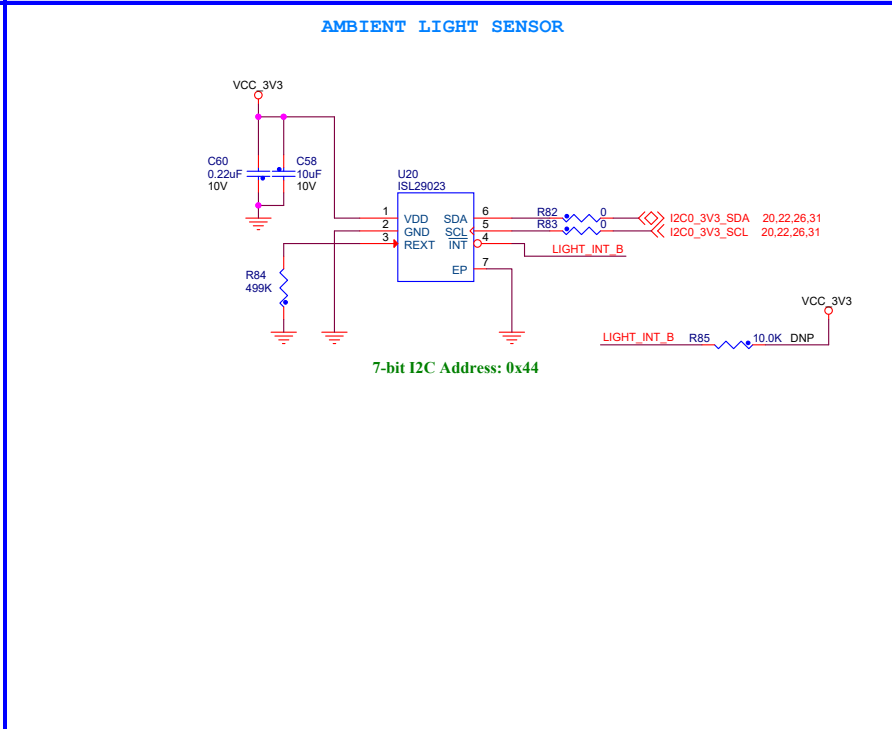 AMBIENT LIGHT SENSOR
VCC_3V3
C60
0.22uF
10V
C58
10uF
10V
U20
ISL29023
1 VDD
2 GND
3 REXT
SDA 6
SCL 5
INT 4
EP 7
R82 0
R83 0
I2C0_3V3_SDA 20,22,26,31
I2C0_3V3_SCL 20,22,26,31
LIGHT_INT_B
R84
499K
VCC_3V3
LIGHT_INT_B R85 10.0K DNP
7-bit I2C Address: 0x44